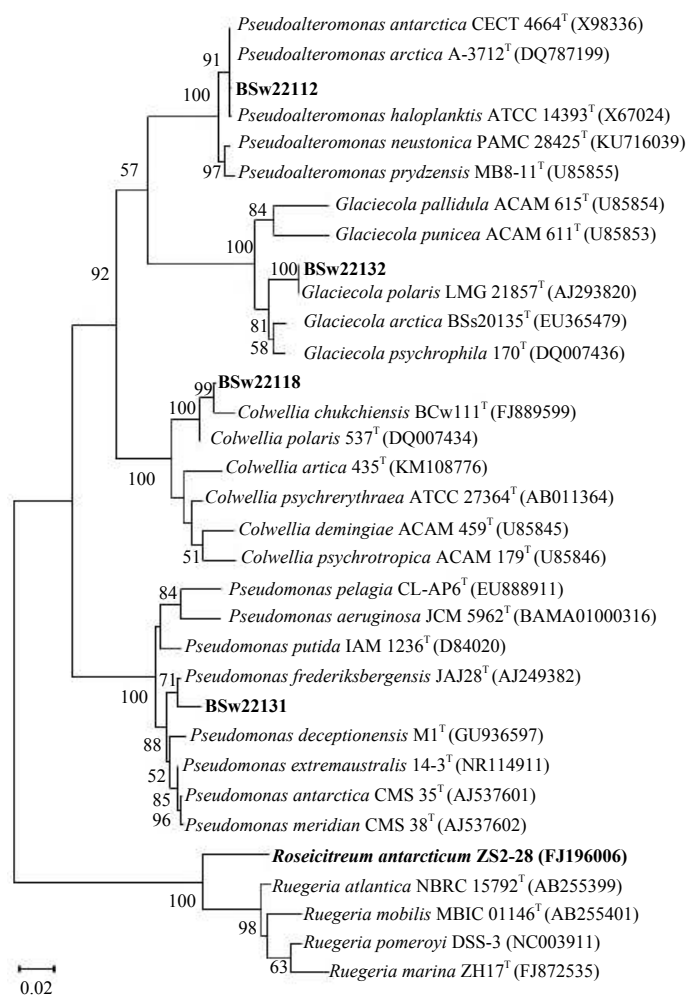 Pseudoalteromonas antarctica CECT 4664T (X98336)
Pseudoalteromonas arctica A-3712T (DQ787199)
91
BSw22112
100
Pseudoalteromonas haloplanktis ATCC 14393T (X67024)
Pseudoalteromonas neustonica PAMC 28425T (KU716039)
57
97
Pseudoalteromonas prydzensis MB8-11T (U85855)
Glaciecola pallidula ACAM 615T (U85854)
84
Glaciecola punicea ACAM 611T (U85853)
100
92
100
BSw22132
Glaciecola polaris LMG 21857T (AJ293820)
Glaciecola arctica BSs20135T (EU365479)
81
58
Glaciecola psychrophila 170T (DQ007436)
99
BSw22118
100
Colwellia chukchiensis BCw111T (FJ889599)
Colwellia polaris 537T (DQ007434)
100
Colwellia artica 435T (KM108776)
Colwellia psychrerythraea ATCC 27364T (AB011364)
Colwellia demingiae ACAM 459T (U85845)
51
Colwellia psychrotropica ACAM 179T (U85846)
84
Pseudomonas pelagia CL-AP6T (EU888911)
Pseudomonas aeruginosa JCM 5962T (BAMA01000316)
Pseudomonas putida IAM 1236T (D84020)
71
Pseudomonas frederiksbergensis JAJ28T (AJ249382)
100
BSw22131
88
Pseudomonas deceptionensis M1T (GU936597)
52
Pseudomonas extremaustralis 14-3T (NR114911)
85
Pseudomonas antarctica CMS 35T (AJ537601)
96
Pseudomonas meridian CMS 38T (AJ537602)
Roseicitreum antarcticum ZS2-28 (FJ196006)
100
Ruegeria atlantica NBRC 15792T (AB255399)
98
Ruegeria mobilis MBIC 01146T (AB255401)
Ruegeria pomeroyi DSS-3 (NC003911)
63
Ruegeria marina ZH17T (FJ872535)
0.02